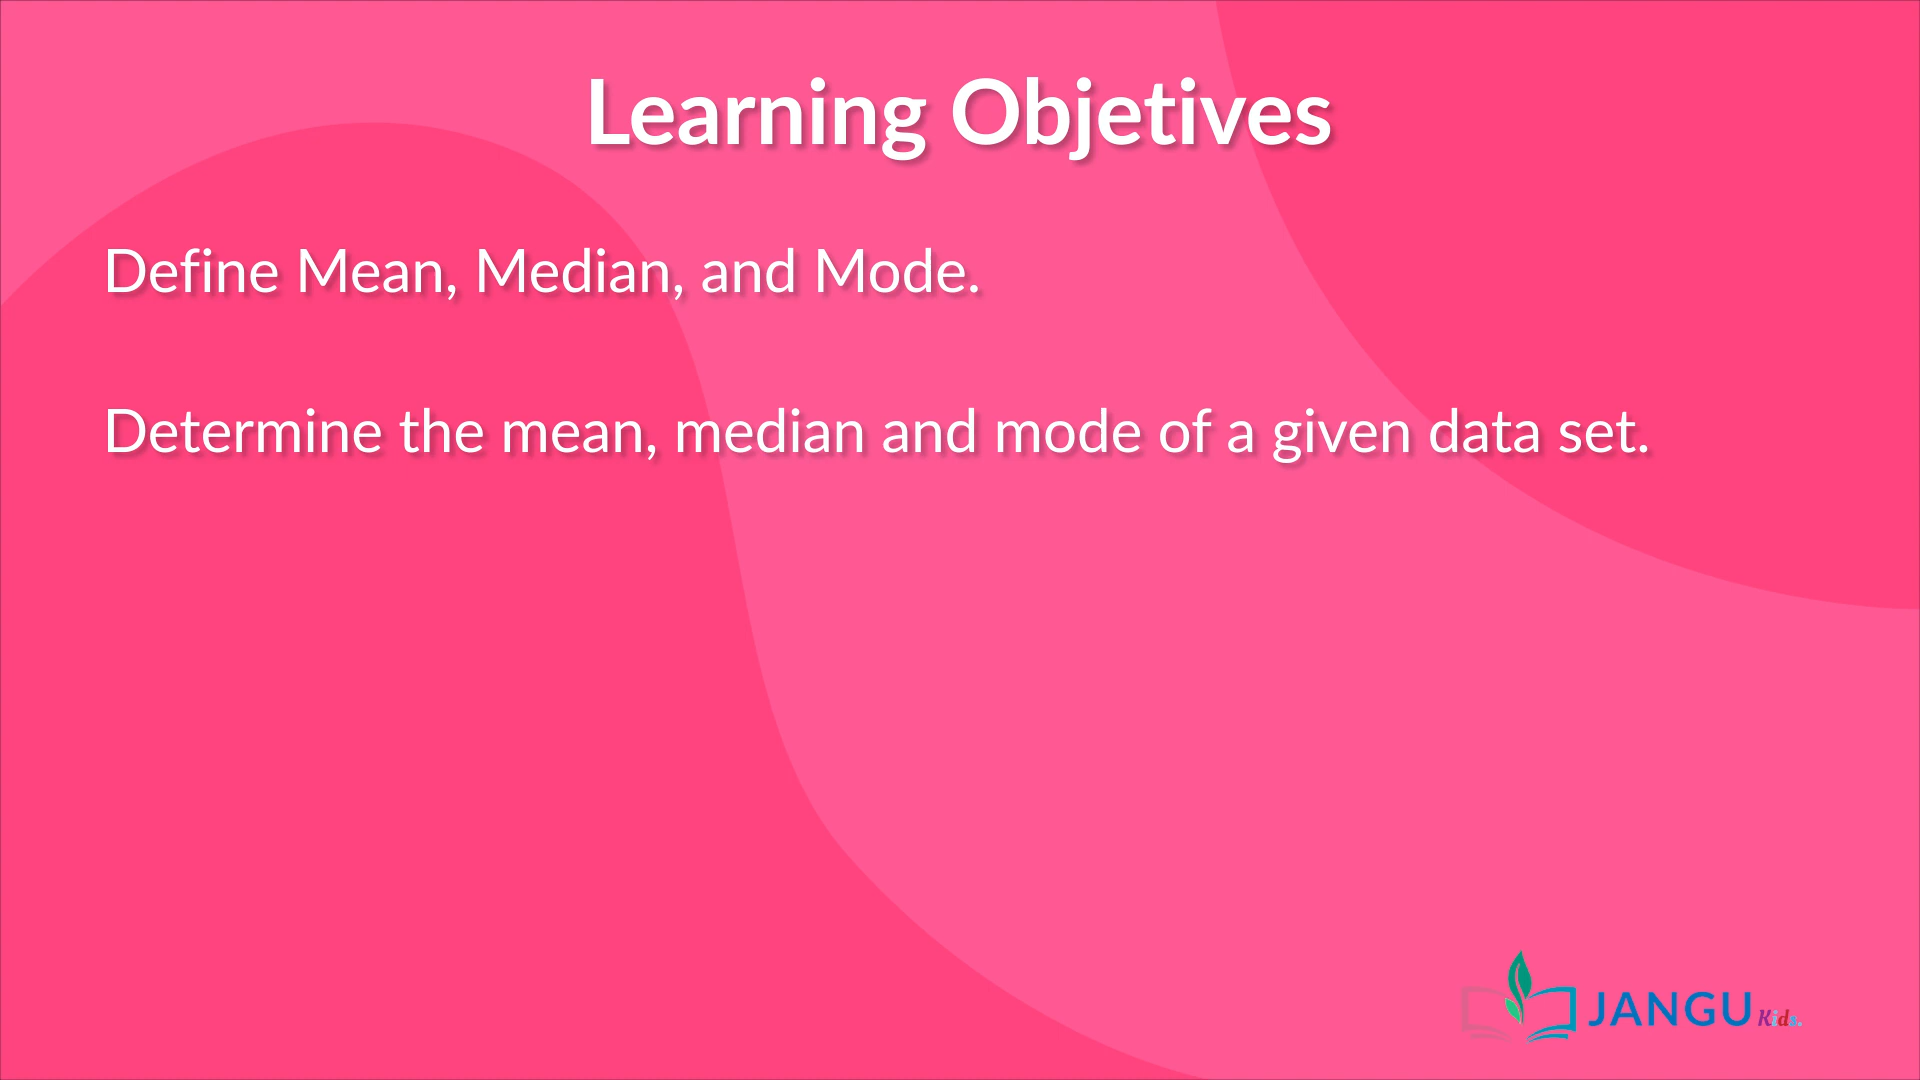 Learning Objetives
Define Mean, Median, and Mode.
Determine the mean, median and mode of a given data set.
JANGU Kids.